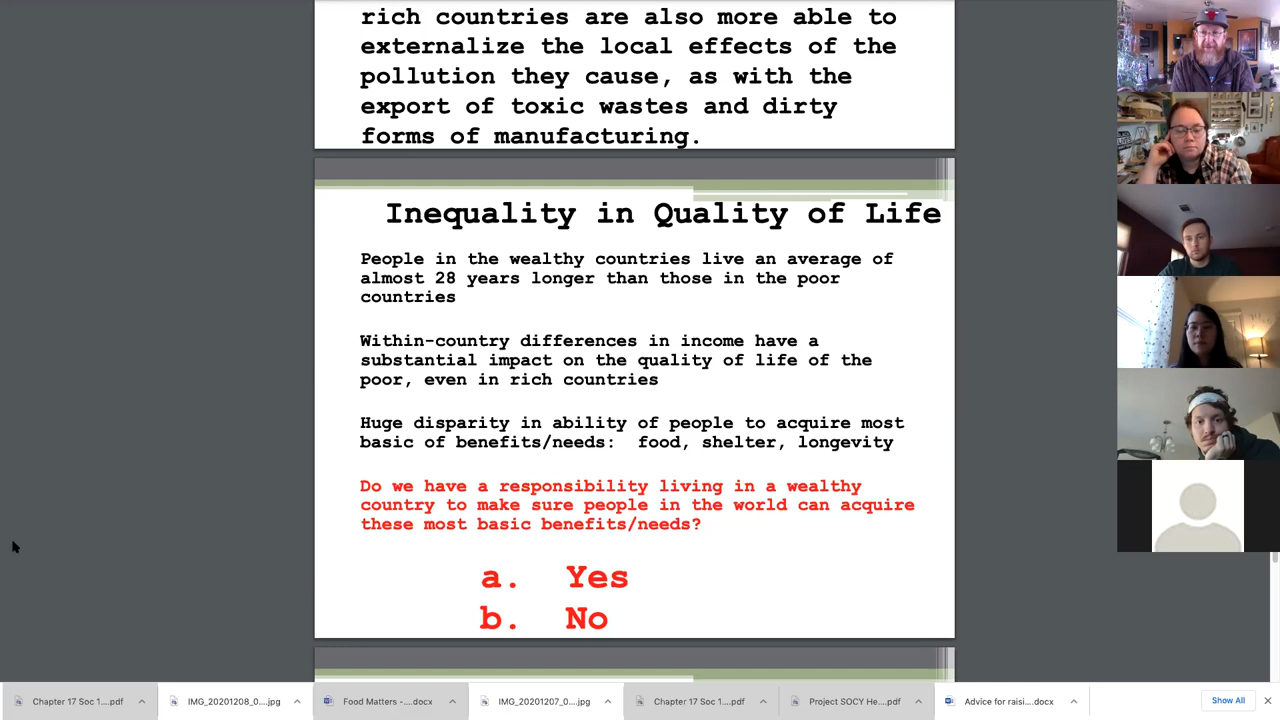 rich countries are also more able to
externalize the local effects of the
pollution they cause, as with the
export of toxic wastes and dirty
forms of manufacturing.
Inequality in Quality of Life
People in the wealthy countries live an average of
almost 28 years longer than those in the poor
countries
Within-country differences in income have a
substantial impact on the quality of life of the
poor, even in rich countries
Huge disparity in ability of people to acquire most
basic of benefits/needs:  food, shelter, longevity
Do we have a responsibility living in a wealthy
country to make sure people in the world can acquire
these most basic benefits/needs?
a. Yes
b. No
Chapter 17 Soc 1....pdf
IMG_20201208_0....jpg
Food Matters -....docx
IMG_20201207_0....jpg
Chapter 17 Soc 1....pdf
Project SOCY He....pdf
Advice for raisi....docx
Show All